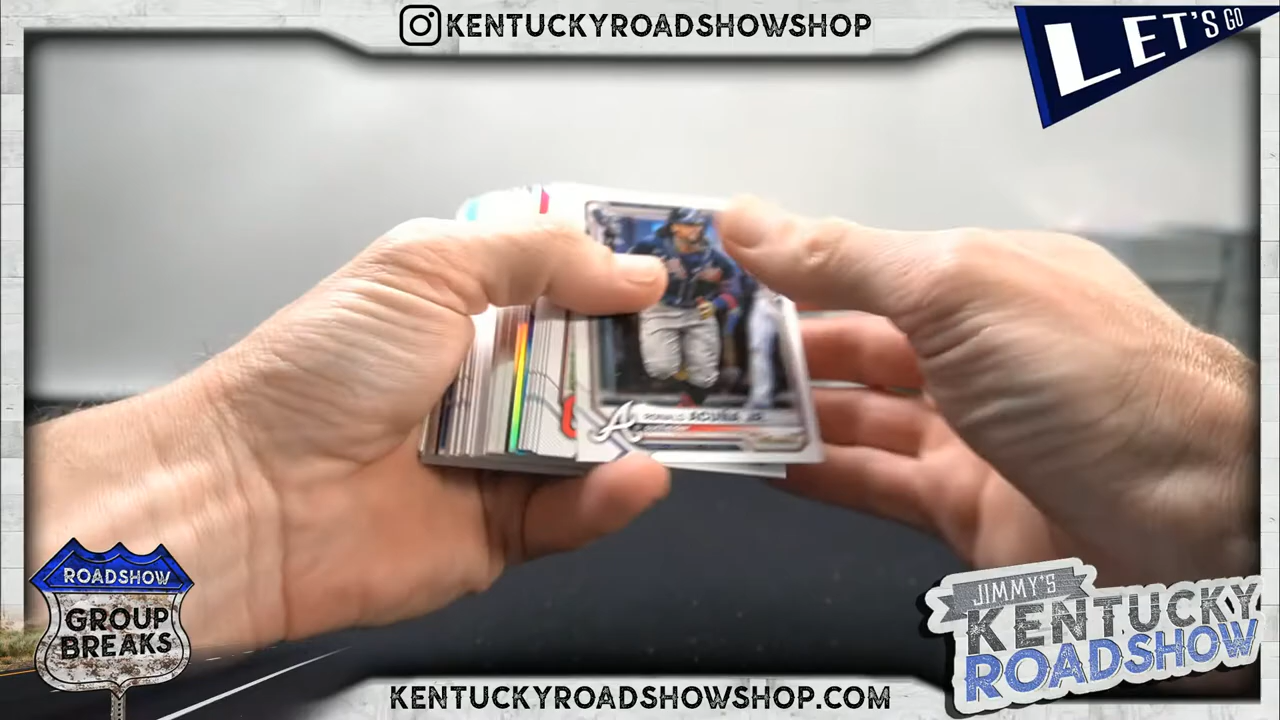 KENTUCKYROADSHOWSHOP
LET'S GO
A
RONALD ACUÑA JR.
ROADSHOW
GROUP
BREAKS
JIMMY'S
KENTUCKY
ROADSHOW
KENTUCKYROADSHOWSHOP.COM